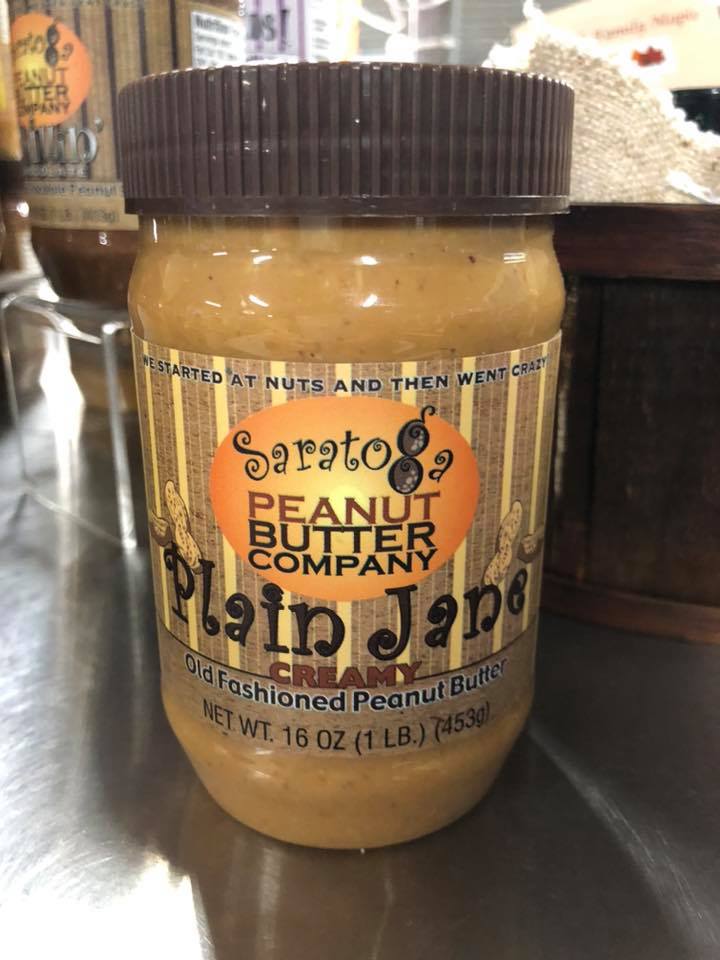 WE STARTED AT NUTS AND THEN WENT CRAZY
Saratoga
PEANUT
BUTTER
COMPANY
Plain Jane
CREAMY
Old Fashioned Peanut Butter
NET WT. 16 OZ (1 LB.) (453g)